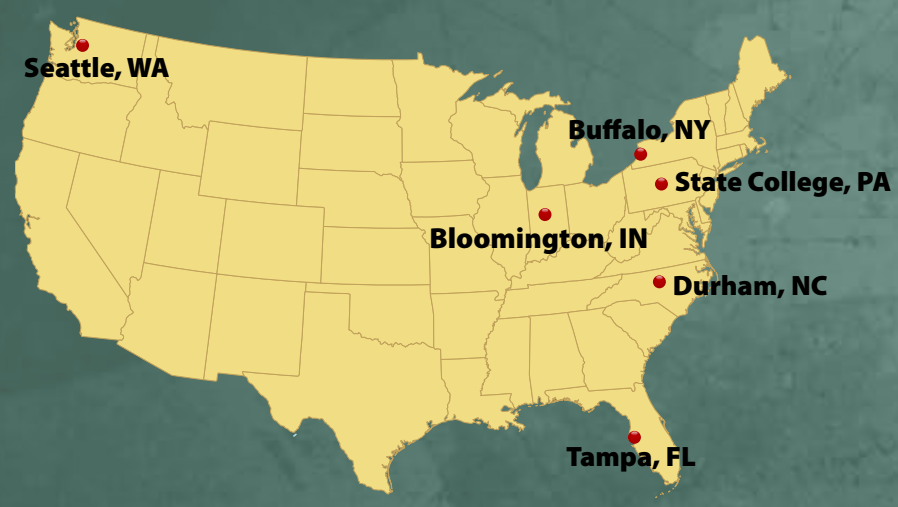 Seattle, WA
Buffalo, NY
State College, PA
Bloomington, IN
Durham, NC
Tampa, FL